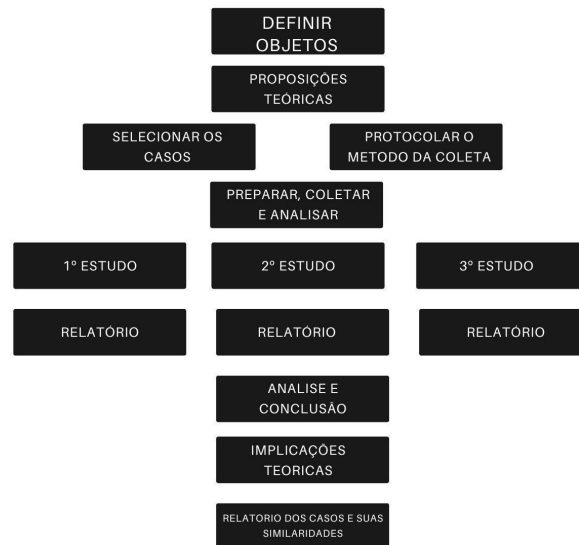 DEFINIR
OBJETOS
PROPOSIÇÕES
TEÓRICAS
SELECIONAR OS
CASOS
PROTOCOLAR O
METODO DA COLETA
PREPARAR, COLETAR
E ANALISAR
1º ESTUDO
2º ESTUDO
3º ESTUDO
RELATÓRIO
RELATÓRIO
RELATÓRIO
ANALISE E
CONCLUSÃO
IMPLICAÇÕES
TEORICAS
RELATORIO DOS CASOS E SUAS
SIMILARIDADES